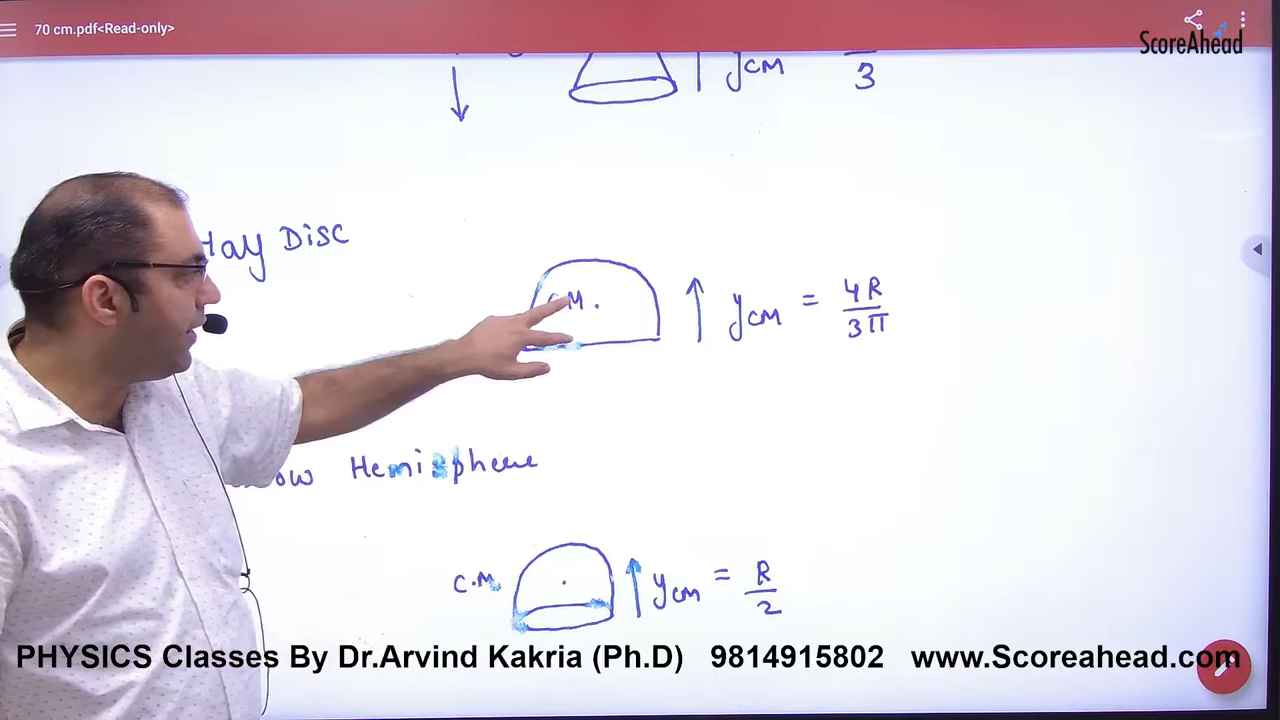 70 cm.pdf<Read-only>
ScoreAhead
yCM
3
Disc
C.M.
yCM = 4R / 3π
Hemisphere
C.M
yCM = R / 2
PHYSICS Classes By Dr.Arvind Kakria (Ph.D) 9814915802 www.Scoreahead.com